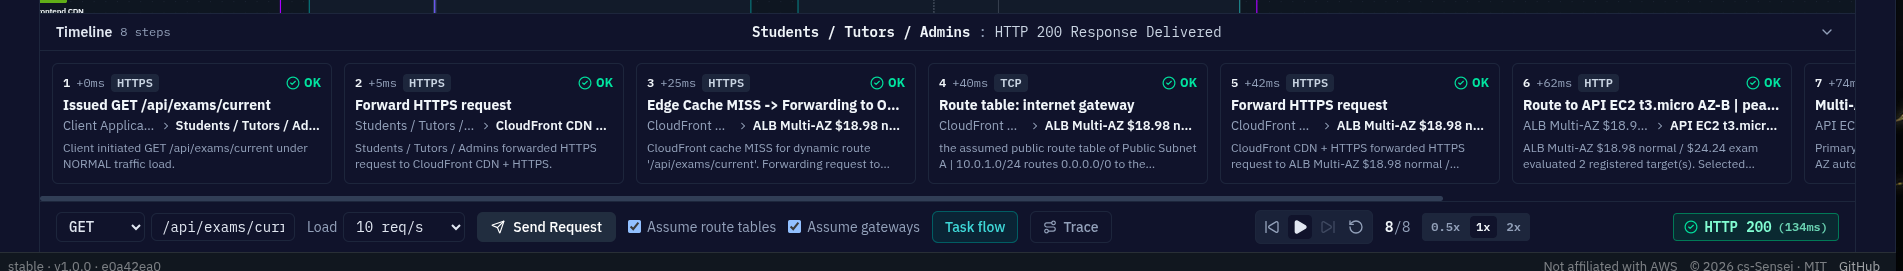 ontend CDN
Timeline 8 steps
Students / Tutors / Admins : HTTP 200 Response Delivered
1 +0ms HTTPS OK
Issued GET /api/exams/current
Client Applica... > Students / Tutors / Ad...
Client initiated GET /api/exams/current under
NORMAL traffic load.
2 +5ms HTTPS OK
Forward HTTPS request
Students / Tutors /... > CloudFront CDN ...
Students / Tutors / Admins forwarded HTTPS
request to CloudFront CDN + HTTPS.
3 +25ms HTTPS OK
Edge Cache MISS -> Forwarding to O...
CloudFront ... > ALB Multi-AZ $18.98 n...
CloudFront cache MISS for dynamic route
'/api/exams/current'. Forwarding request to...
4 +40ms TCP OK
Route table: internet gateway
CloudFront ... > ALB Multi-AZ $18.98 n...
the assumed public route table of Public Subnet
A | 10.0.1.0/24 routes 0.0.0.0/0 to the...
5 +42ms HTTPS OK
Forward HTTPS request
CloudFront ... > ALB Multi-AZ $18.98 n...
CloudFront CDN + HTTPS forwarded HTTPS
request to ALB Multi-AZ $18.98 normal /...
6 +62ms HTTP OK
Route to API EC2 t3.micro AZ-B | pea...
ALB Multi-AZ $18.9... > API EC2 t3.micr...
ALB Multi-AZ $18.98 normal / $24.24 exam
evaluated 2 registered target(s). Selected...
7 +74m
Multi-
API EC
Primary
AZ auto
GET /api/exams/curr Load 10 req/s Send Request Assume route tables Assume gateways Task flow Trace 8/8 0.5x 1x 2x HTTP 200 (134ms)
stable · v1.0.0 · e0a42ea0
Not affiliated with AWS © 2026 cs-Sensei · MIT GitHub